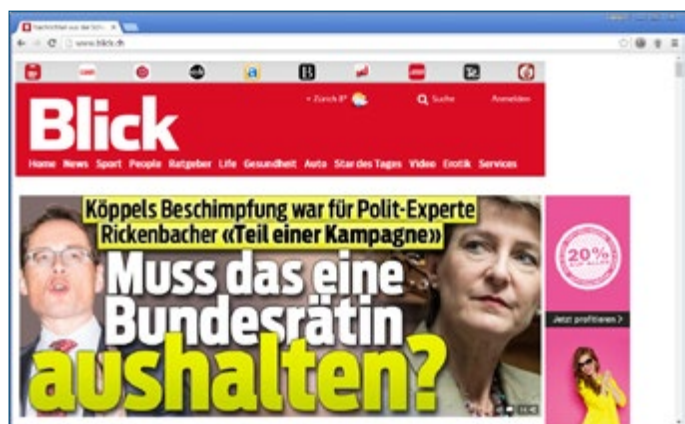 www.blick.ch
Zürich 8°
Suche
Anmelden
Blick
Home News Sport People Ratgeber Life Gesundheit Auto Star des Tages Video Erotik Services
Köppels Beschimpfung war für Polit-Experte
Rickenbacher «Teil einer Kampagne»
Muss das eine
Bundesrätin
aushalten?
20%
Jetzt profitieren >